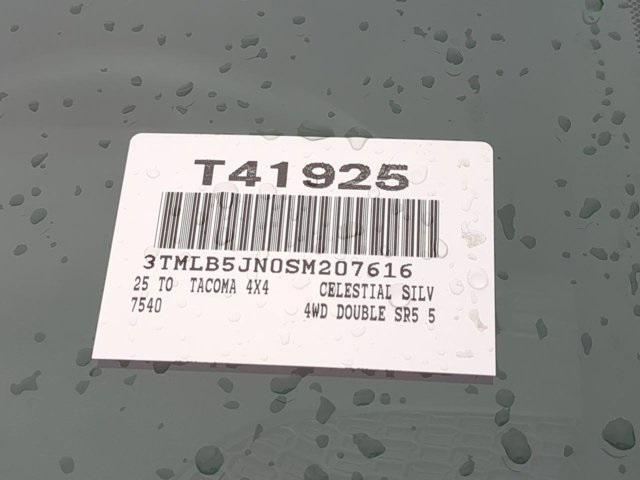 T41925
3TMLB5JN0SM207616
25 TO TACOMA 4X4 CELESTIAL SILV
7540 4WD DOUBLE SR5 5